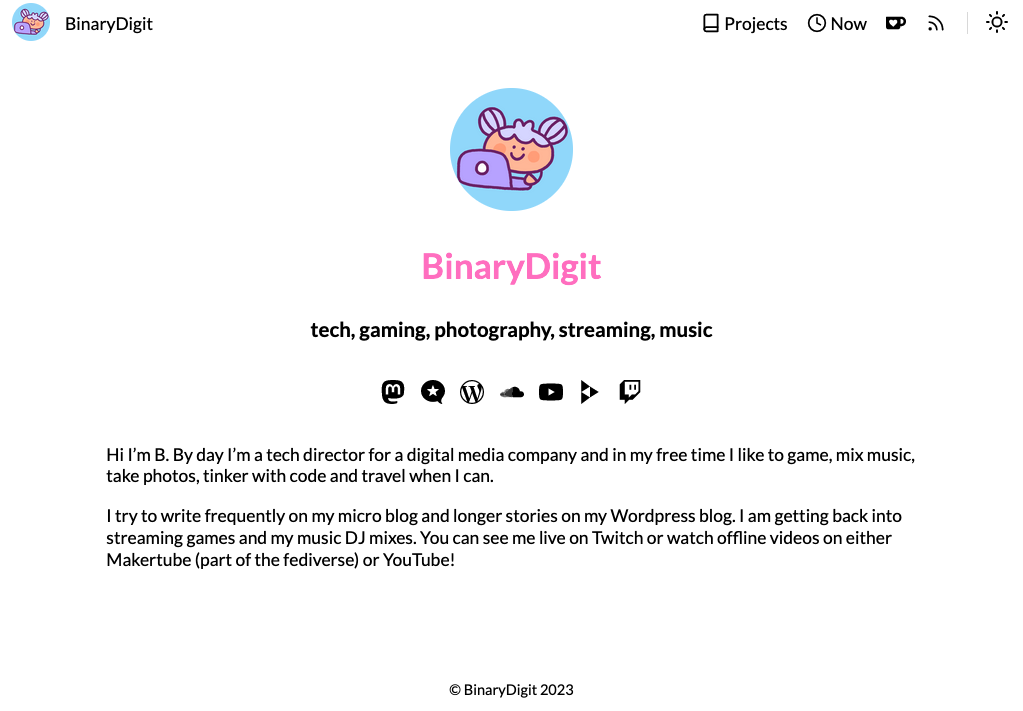 BinaryDigit
Projects
Now
BinaryDigit
tech, gaming, photography, streaming, music
Hi I’m B. By day I’m a tech director for a digital media company and in my free time I like to game, mix music,
take photos, tinker with code and travel when I can.
I try to write frequently on my micro blog and longer stories on my Wordpress blog. I am getting back into
streaming games and my music DJ mixes. You can see me live on Twitch or watch offline videos on either
Makertube (part of the fediverse) or YouTube!
© BinaryDigit 2023